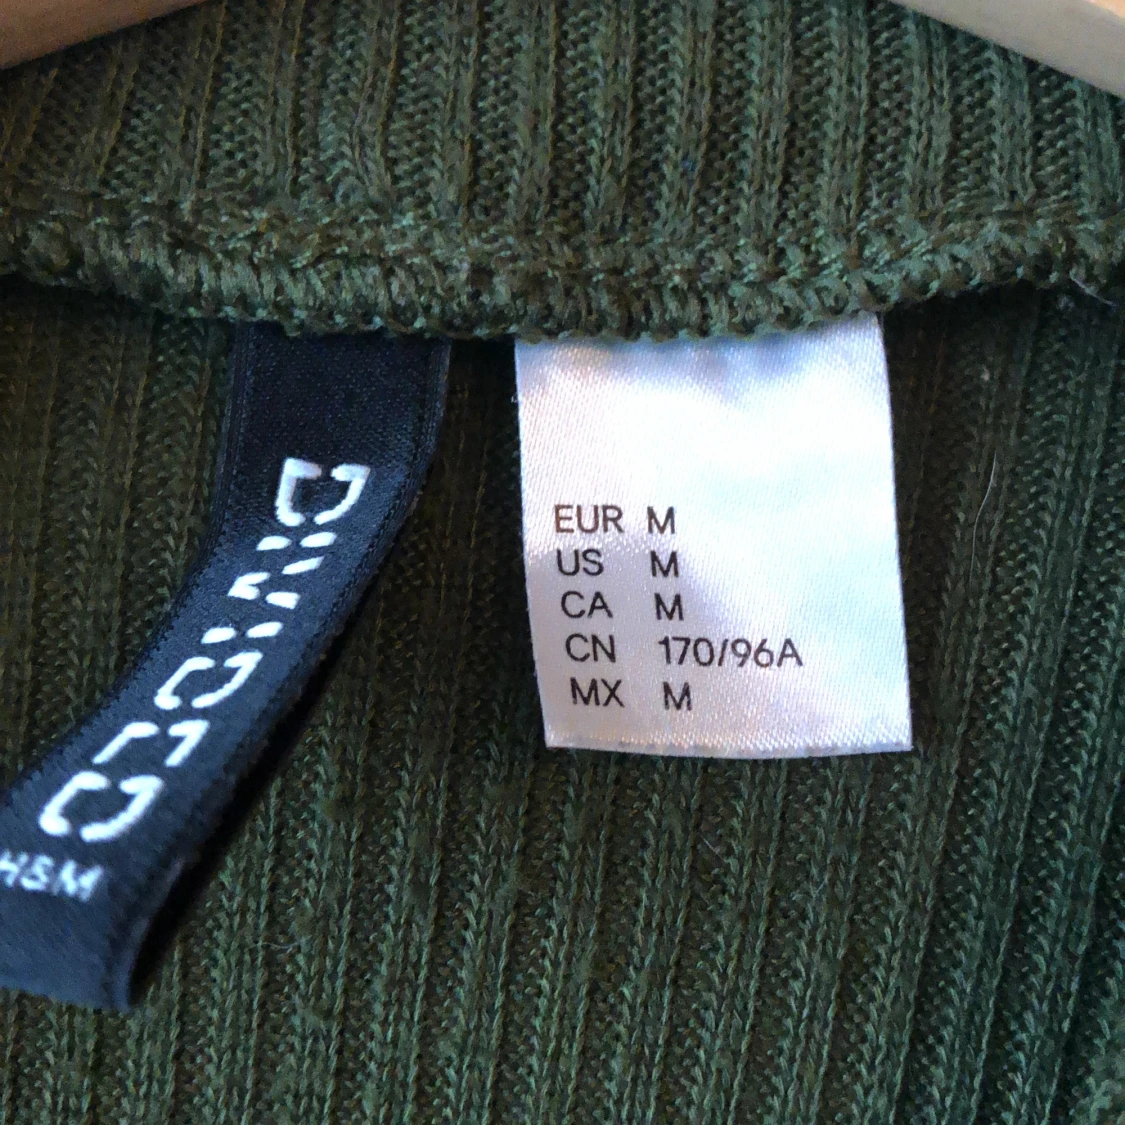 DIVIDED
H&M
EUR M
US M
CA M
CN 170/96A
MX M